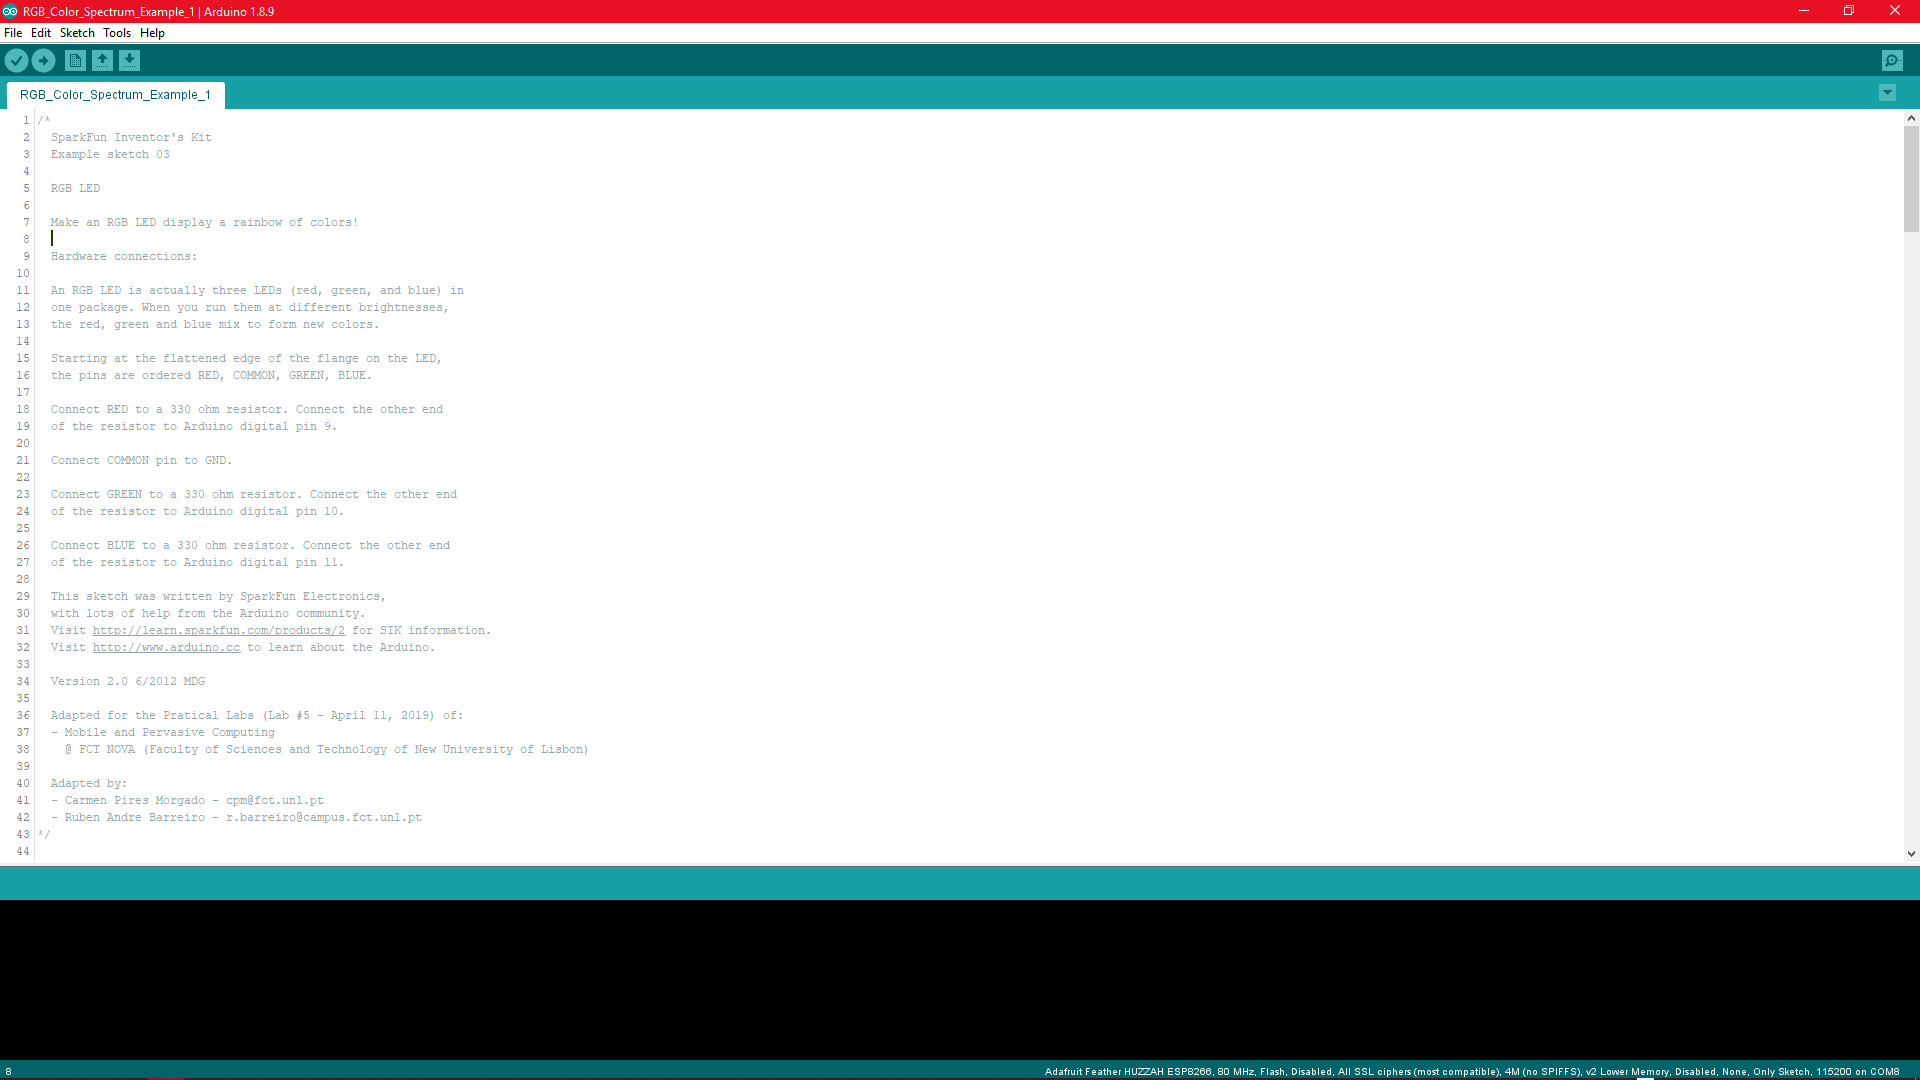 RGB_Color_Spectrum_Example_1 | Arduino 1.8.9
File Edit Sketch Tools Help
RGB_Color_Spectrum_Example_1
1 /*
2 SparkFun Inventor's Kit
3 Example sketch 03
4
5 RGB LED
6
7 Make an RGB LED display a rainbow of colors!
8
9 Hardware connections:
10
11 An RGB LED is actually three LEDs (red, green, and blue) in
12 one package. When you run them at different brightnesses,
13 the red, green and blue mix to form new colors.
14
15 Starting at the flattened edge of the flange on the LED,
16 the pins are ordered RED, COMMON, GREEN, BLUE.
17
18 Connect RED to a 330 ohm resistor. Connect the other end
19 of the resistor to Arduino digital pin 9.
20
21 Connect COMMON pin to GND.
22
23 Connect GREEN to a 330 ohm resistor. Connect the other end
24 of the resistor to Arduino digital pin 10.
25
26 Connect BLUE to a 330 ohm resistor. Connect the other end
27 of the resistor to Arduino digital pin 11.
28
29 This sketch was written by SparkFun Electronics,
30 with lots of help from the Arduino community.
31 Visit http://learn.sparkfun.com/products/2 for SIK information.
32 Visit http://www.arduino.cc to learn about the Arduino.
33
34 Version 2.0 6/2012 MDG
35
36 Adapted for the Pratical Labs (Lab #5 - April 11, 2019) of:
37 - Mobile and Pervasive Computing
38 @ FCT NOVA (Faculty of Sciences and Technology of New University of Lisbon)
39
40 Adapted by:
41 - Carmen Pires Morgado - cpm@fct.unl.pt
42 - Ruben Andre Barreiro - r.barreiro@campus.fct.unl.pt
43 */
44
8 Adafruit Feather HUZZAH ESP8266, 80 MHz, Flash, Disabled, All SSL ciphers (most compatible), 4M (no SPIFFS), v2 Lower Memory, Disabled, None, Only Sketch, 115200 on COM8